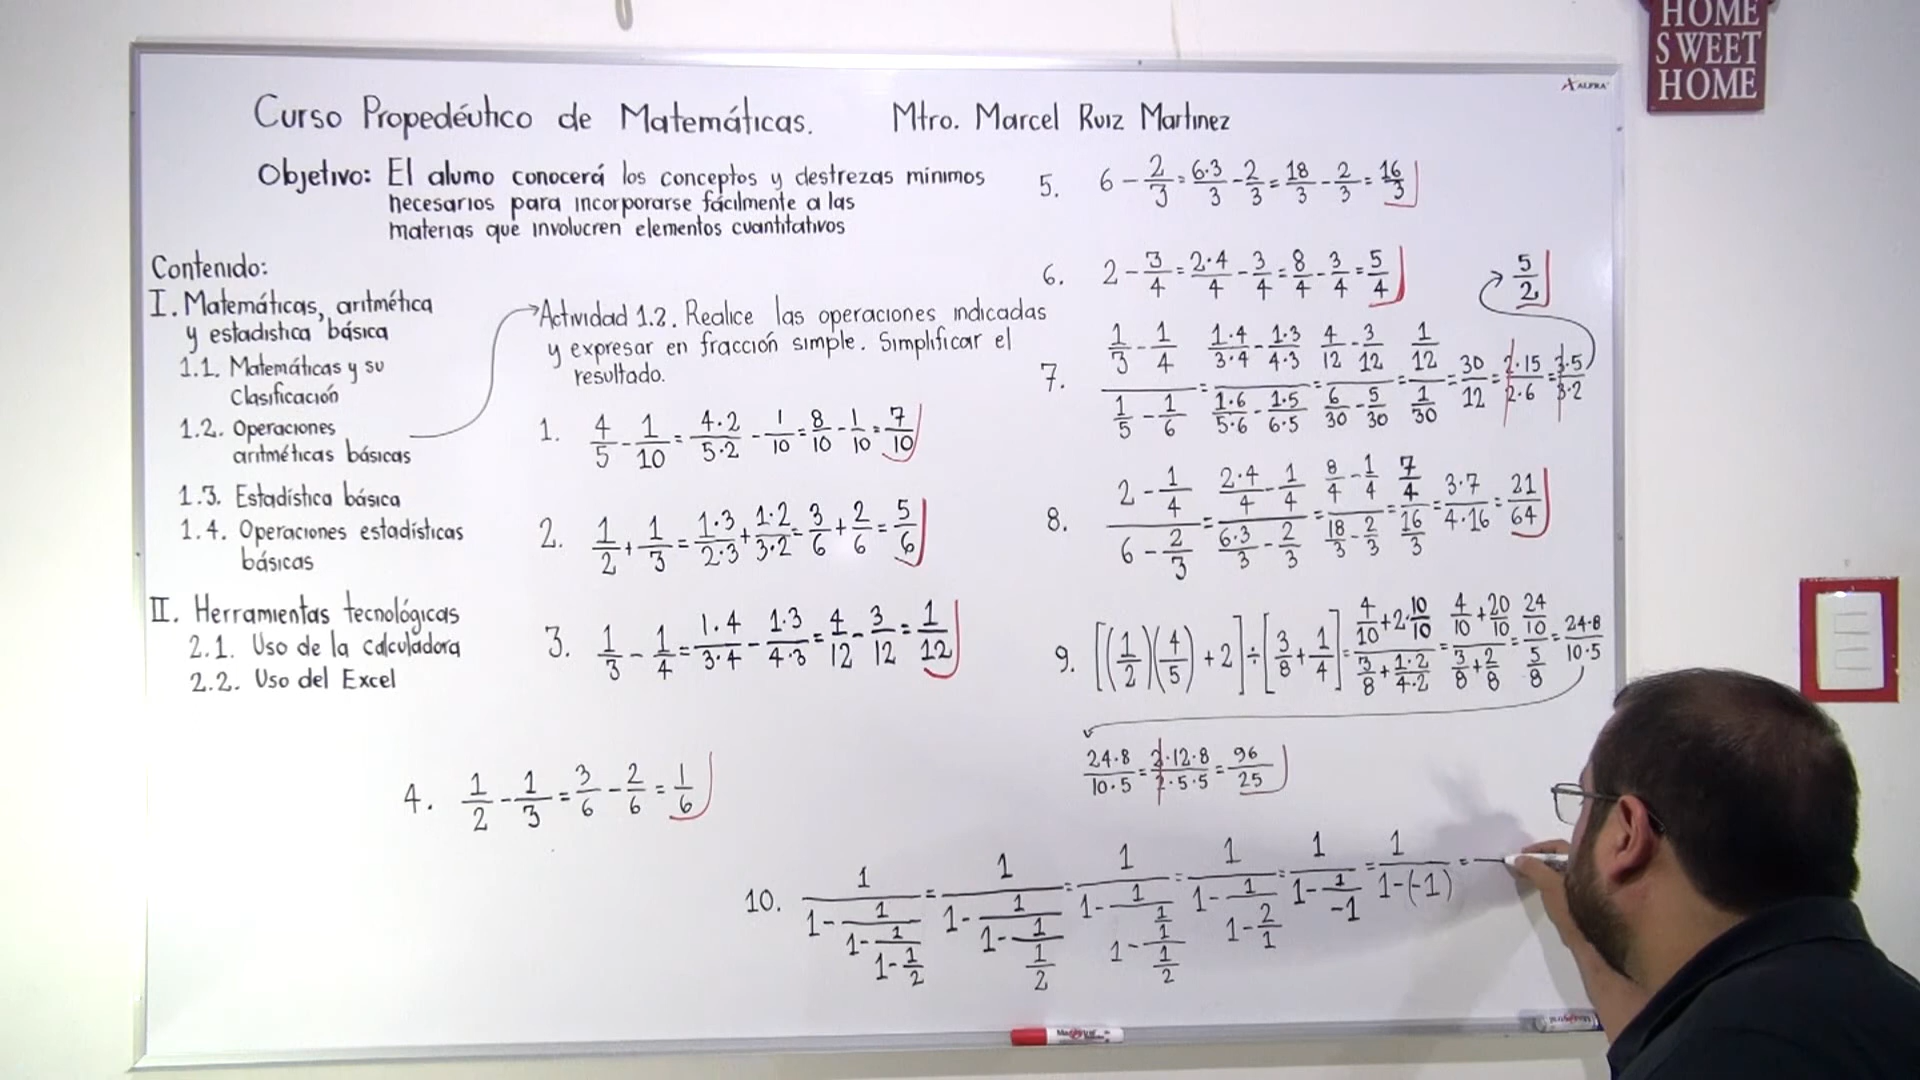 HOME
SWEET
HOME
ALFRA
Curso Propedéutico de Matemáticas. Mtro. Marcel Ruiz Martinez
Objetivo: El alumo conocerá los conceptos y destrezas minimos
necesarios para incorporarse fácilmente a las
materias que involucren elementos cuantitativos
Contenido:
I. Matemáticas, aritmética
y estadistica básica
1.1. Matemáticas y su
Clasificación
1.2. Operaciones
aritméticas básicas
1.3. Estadística básica
1.4. Operaciones estadísticas
básicas
II. Herramientas tecnológicas
2.1. Uso de la calculadora
2.2. Uso del Excel
Actividad 1.2. Realice las operaciones indicadas
y expresar en fracción simple. Simplificar el
resultado.
1. 4/5 - 1/10 = 4·2/5·2 - 1/10 = 8/10 - 1/10 = 7/10
2. 1/2 + 1/3 = 1·3/2·3 + 1·2/3·2 = 3/6 + 2/6 = 5/6
3. 1/3 - 1/4 = 1·4/3·4 - 1·3/4·3 = 4/12 - 3/12 = 1/12
4. 1/2 - 1/3 = 3/6 - 2/6 = 1/6
5. 6 - 2/3 = 6·3/3 - 2/3 = 18/3 - 2/3 = 16/3
6. 2 - 3/4 = 2·4/4 - 3/4 = 8/4 - 3/4 = 5/4
7. (1/3 - 1/4)/(1/5 - 1/6) = (1·4/3·4 - 1·3/4·3)/(1·6/5·6 - 1·5/6·5) = (4/12 - 3/12)/(6/30 - 5/30) = (1/12)/(1/30) = 30/12 = 2·15/2·6 = 3·5/3·2
5/2
8. (2 - 1/4)/(6 - 2/3) = (2·4/4 - 1/4)/(6·3/3 - 2/3) = (8/4 - 1/4)/(18/3 - 2/3) = (7/4)/(16/3) = 3·7/4·16 = 21/64
9. [(1/2)(4/5) + 2] ÷ [3/8 + 1/4] = (4/10 + 2·10/10)/(3/8 + 1·2/4·2) = (4/10 + 20/10)/(3/8 + 2/8) = (24/10)/(5/8) = 24·8/10·5
24·8/10·5 = 2·12·8/2·5·5 = 96/25
10. 1/(1 - 1/(1 - 1/(1 - 1/2))) = 1/(1 - 1/(1 - 1/(1/2))) = 1/(1 - 1/(1 - (1/1)/(1/2))) = 1/(1 - 1/(1 - 2/1)) = 1/(1 - 1/-1) = 1/(1-(-1)) =